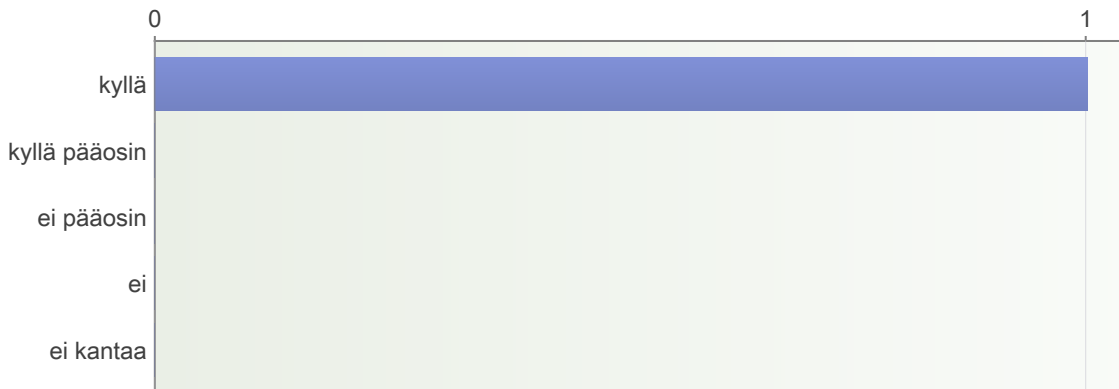 0 1
kyllä
kyllä pääosin
ei pääosin
ei
ei kantaa